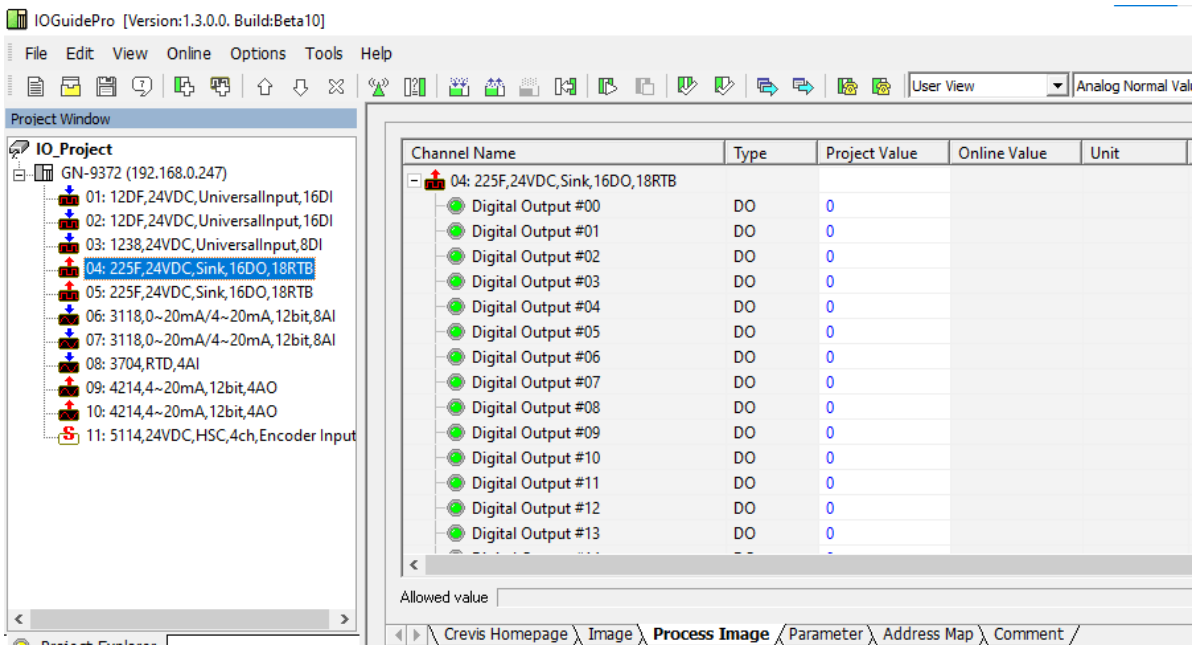 IOGuidePro [Version:1.3.0.0. Build:Beta10]
File Edit View Online Options Tools Help
User View Analog Normal Val
Project Window
IO_Project
GN-9372 (192.168.0.247)
01: 12DF,24VDC,UniversalInput,16DI
02: 12DF,24VDC,UniversalInput,16DI
03: 1238,24VDC,UniversalInput,8DI
04: 225F,24VDC,Sink,16DO,18RTB
05: 225F,24VDC,Sink,16DO,18RTB
06: 3118,0~20mA/4~20mA,12bit,8AI
07: 3118,0~20mA/4~20mA,12bit,8AI
08: 3704,RTD,4AI
09: 4214,4~20mA,12bit,4AO
10: 4214,4~20mA,12bit,4AO
11: 5114,24VDC,HSC,4ch,Encoder Input
Channel Name Type Project Value Online Value Unit
04: 225F,24VDC,Sink,16DO,18RTB
Digital Output #00 DO 0
Digital Output #01 DO 0
Digital Output #02 DO 0
Digital Output #03 DO 0
Digital Output #04 DO 0
Digital Output #05 DO 0
Digital Output #06 DO 0
Digital Output #07 DO 0
Digital Output #08 DO 0
Digital Output #09 DO 0
Digital Output #10 DO 0
Digital Output #11 DO 0
Digital Output #12 DO 0
Digital Output #13 DO 0
Allowed value
Crevis Homepage Image Process Image Parameter Address Map Comment
Project Explorer